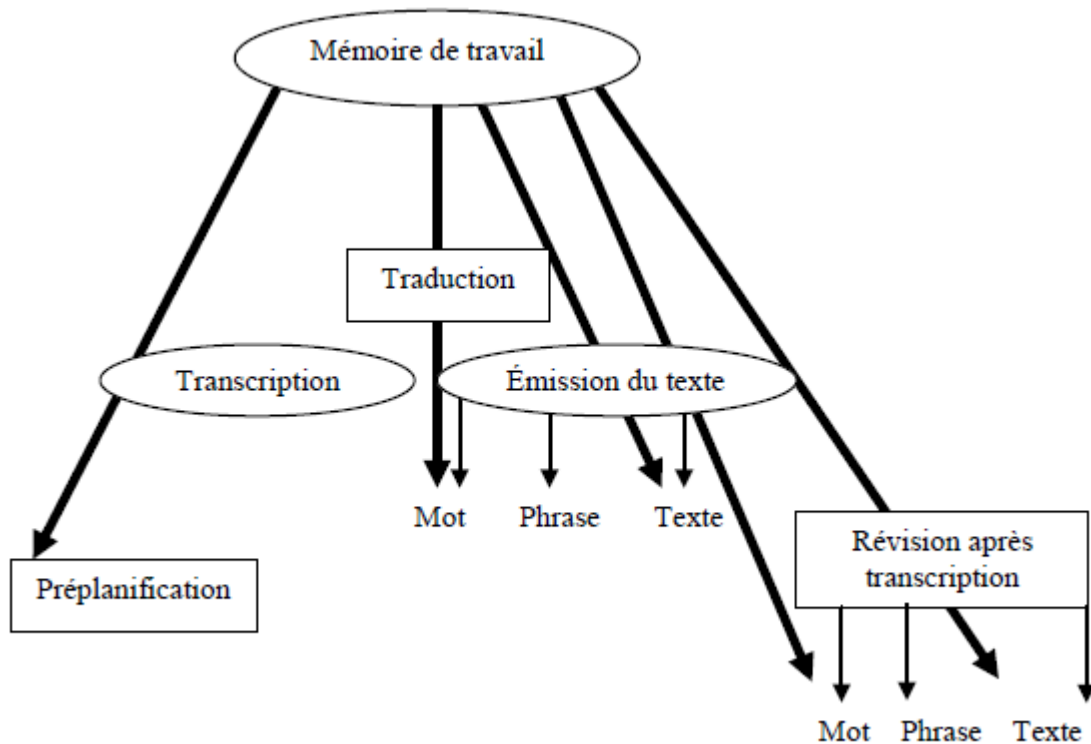 Mémoire de travail
Traduction
Transcription
Émission du texte
Mot Phrase Texte
Révision après
transcription
Préplanification
Mot Phrase Texte